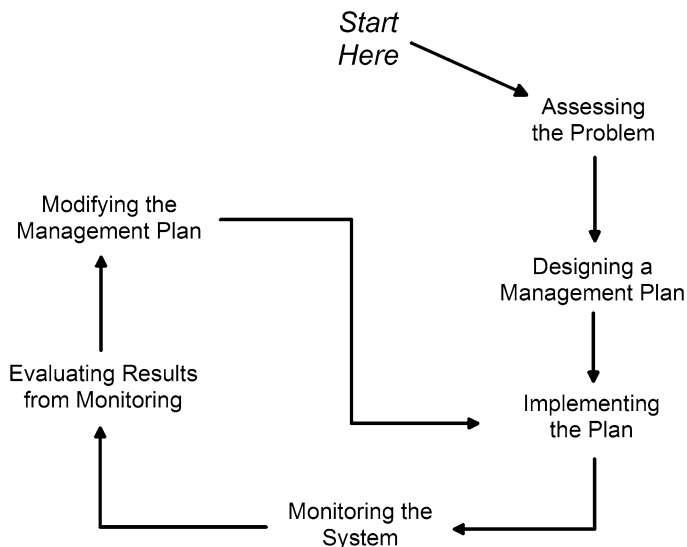 Start
Here
Assessing
the Problem
Designing a
Management Plan
Implementing
the Plan
Monitoring the
System
Evaluating Results
from Monitoring
Modifying the
Management Plan